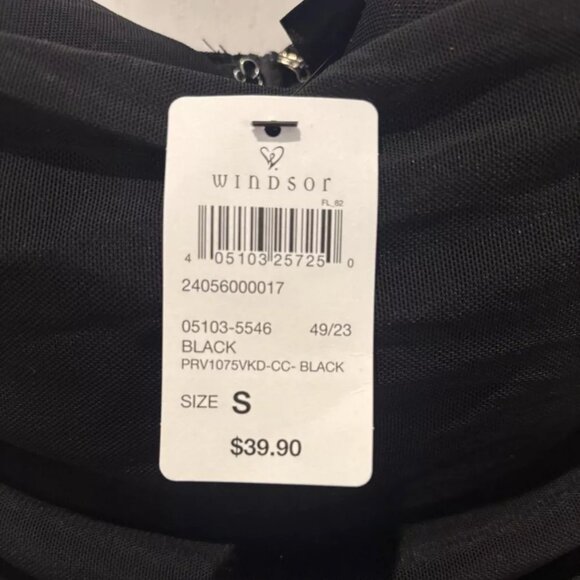 WINDSOR
FL_82
4 05103 25725 0
24056000017
05103-5546 49/23
BLACK
PRV1075VKD-CC- BLACK
SIZE S
$39.90